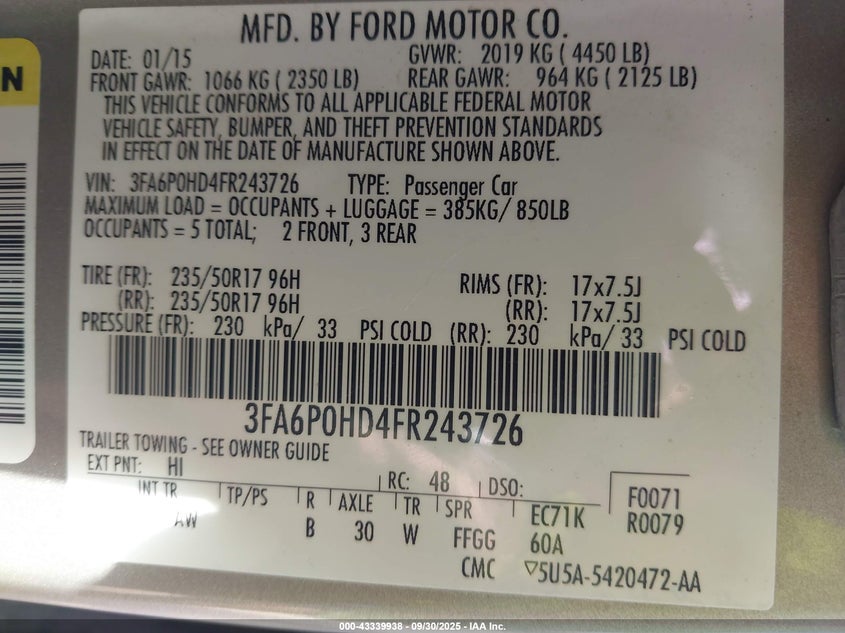 MFD. BY FORD MOTOR CO.
DATE: 01/15 GVWR: 2019 KG ( 4450 LB)
FRONT GAWR: 1066 KG ( 2350 LB) REAR GAWR: 964 KG ( 2125 LB)
THIS VEHICLE CONFORMS TO ALL APPLICABLE FEDERAL MOTOR
VEHICLE SAFETY, BUMPER, AND THEFT PREVENTION STANDARDS
IN EFFECT ON THE DATE OF MANUFACTURE SHOWN ABOVE.
VIN: 3FA6P0HD4FR243726 TYPE: Passenger Car
MAXIMUM LOAD = OCCUPANTS + LUGGAGE = 385KG/ 850LB
OCCUPANTS = 5 TOTAL; 2 FRONT, 3 REAR
TIRE (FR): 235/50R17 96H RIMS (FR): 17x7.5J
(RR): 235/50R17 96H (RR): 17x7.5J
PRESSURE (FR): 230 kPa/ 33 PSI COLD (RR): 230 kPa/ 33 PSI COLD
3FA6P0HD4FR243726
TRAILER TOWING - SEE OWNER GUIDE
EXT PNT: HI RC: 48 DSO:
INT TR TP/PS R AXLE TR SPR EC71K F0071
AW B 30 W FFGG 60A R0079
CMC ▽5U5A-5420472-AA
N
000-43339938 - 09/30/2025 - IAA Inc.